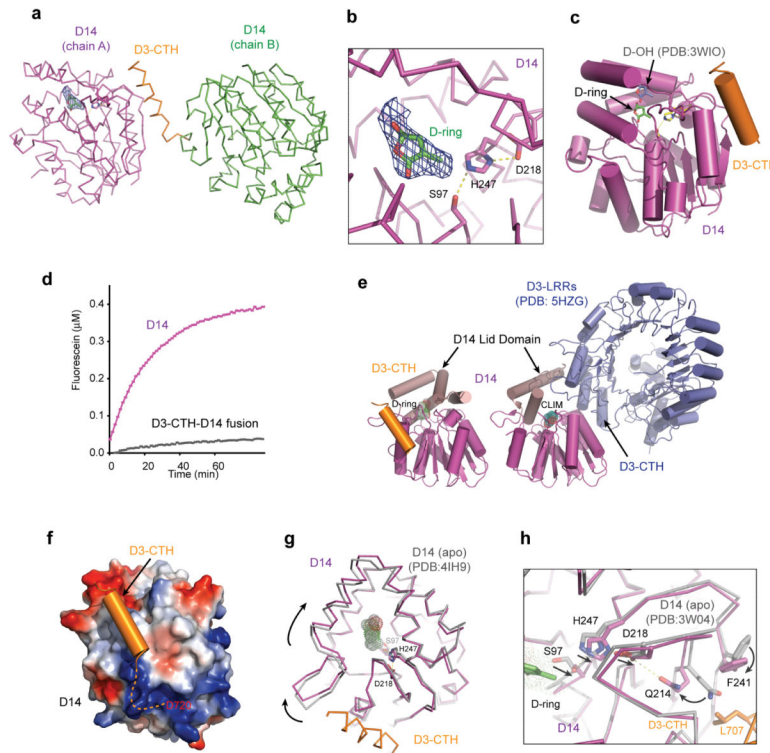 a
D14
(chain A)
D3-CTH
D14
(chain B)
b
D14
D-ring
D218
S97
H247
c
D-OH (PDB:3WIO)
D-ring
D3-CTH
D14
d
0.4
0.3
0.2
0.1
0.0
Fluorescein (μM)
D14
D3-CTH-D14 fusion
0
20
40
60
Time (min)
e
D3-LRRs
(PDB: 5HZG)
D14 Lid Domain
D3-CTH
D14
D-ring
CLIM
D3-CTH
f
D3-CTH
D14
D720
g
D14
D14 (apo)
(PDB:4IH9)
S97
H247
D218
D3-CTH
h
D14 (apo)
(PDB:3W04)
H247
D218
S97
F241
Q214
D-ring
D3-CTH
L707
D14